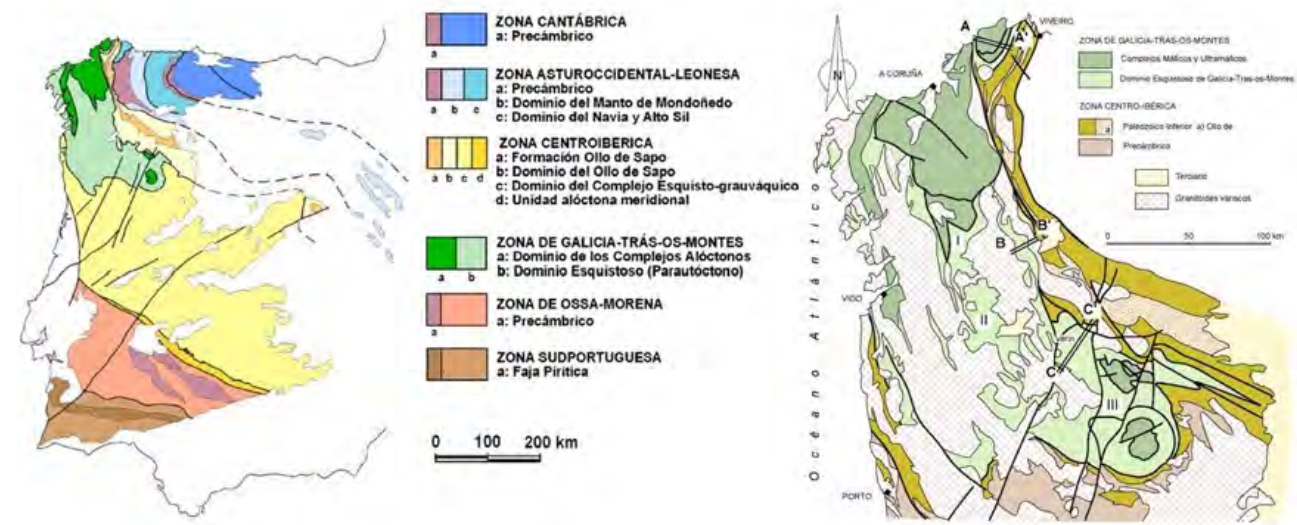 ZONA CANTÁBRICA
a: Precámbrico
a
ZONA ASTUROCCIDENTAL-LEONESA
a: Precámbrico
b: Dominio del Manto de Mondoñedo
c: Dominio del Navia y Alto Sil
a b c
ZONA CENTROIBERICA
a: Formación Ollo de Sapo
b: Dominio del Ollo de Sapo
c: Dominio del Complejo Esquisto-grauváquico
d: Unidad alóctona meridional
a b c d
ZONA DE GALICIA-TRÁS-OS-MONTES
a: Dominio de los Complejos Alóctonos
b: Dominio Esquistoso (Parautóctono)
a b
ZONA DE OSSA-MORENA
a: Precámbrico
a
ZONA SUDPORTUGUESA
a: Faja Pirítica
0 100 200 km
A
A'
VIVEIRO
N
A CORUÑA
ZONA DE GALICIA-TRAS-OS-MONTES
Complejos Máficos y Ultramáficos
Dominio Esquistoso de Galicia-Tras-os-Montes
ZONA CENTRO-IBÉRICA
Paleozoico Inferior a) Ollo de
a
Precámbrico
Terciario
Granitoides variscos
0 50 100 km
Océano Atlántico
I
B
B'
VIGO
II
C'
Verín
C
III
PORTO